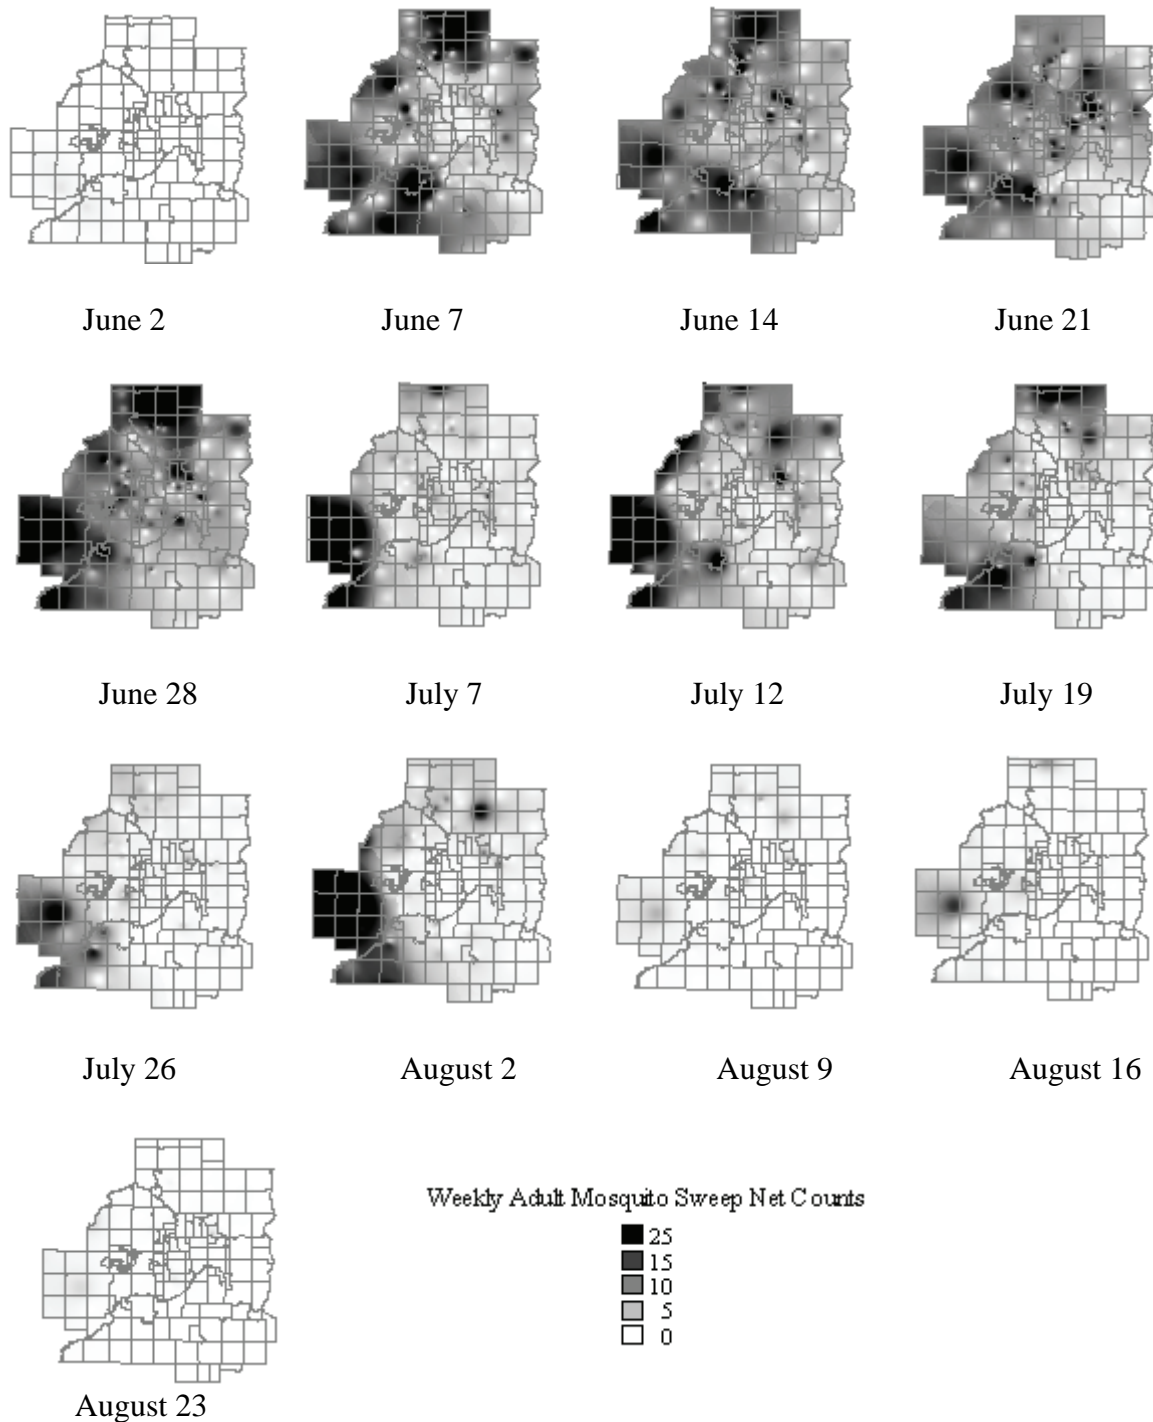 June 2
June 7
June 14
June 21
June 28
July 7
July 12
July 19
July 26
August 2
August 9
August 16
August 23
Weekly Adult Mosquito Sweep Net Counts
25
15
10
5
0